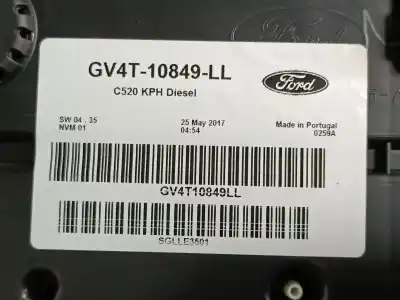 GV4T-10849-LL
C520 KPH Diesel
Ford
SW 04 . 35
NVM 01
25 May 2017
04:54
Made in Portugal
0259A
GV4T10849LL
SGLLE3501